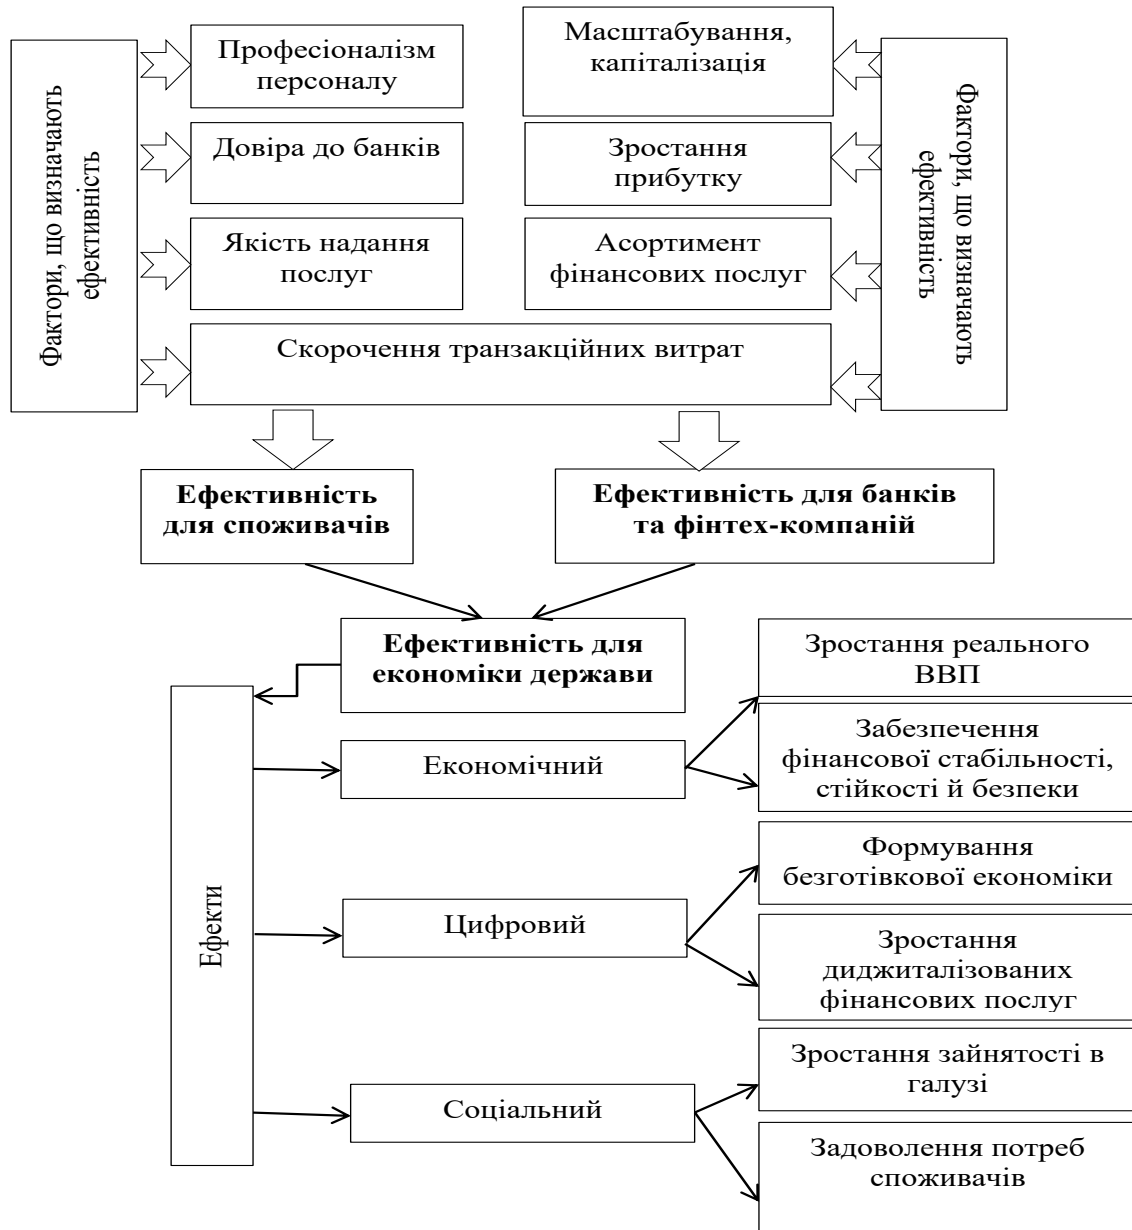 Фактори, що визначають
ефективність
Професіоналізм
персоналу
Довіра до банків
Якість надання
послуг
Масштабування,
капіталізація
Зростання
прибутку
Асортимент
фінансових послуг
Фактори, що визначають
ефективність
Скорочення транзакційних витрат
Ефективність
для споживачів
Ефективність для банків
та фінтех-компаній
Ефективність для
економіки держави
Ефекти
Економічний
Зростання реального
ВВП
Забезпечення
фінансової стабільності,
стійкості й безпеки
Цифровий
Формування
безготівкової економіки
Зростання
диджиталізованих
фінансових послуг
Соціальний
Зростання зайнятості в
галузі
Задоволення потреб
споживачів